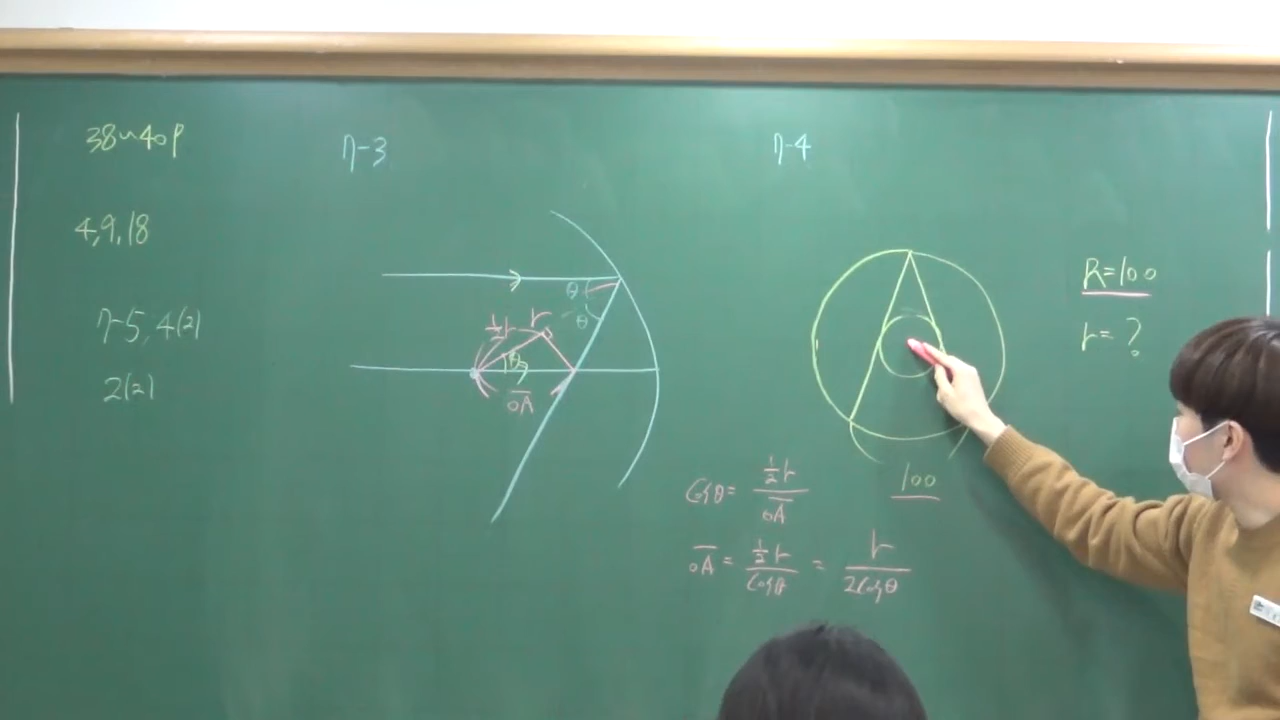 38~40p
4, 9, 18
7-5, 4(2)
2(2)
7-3
θ
θ
½r
r
θ
OA
7-4
R=100
r=?
100
Cosθ = ½r / OA
OA = ½r / Cosθ = r / 2Cosθ